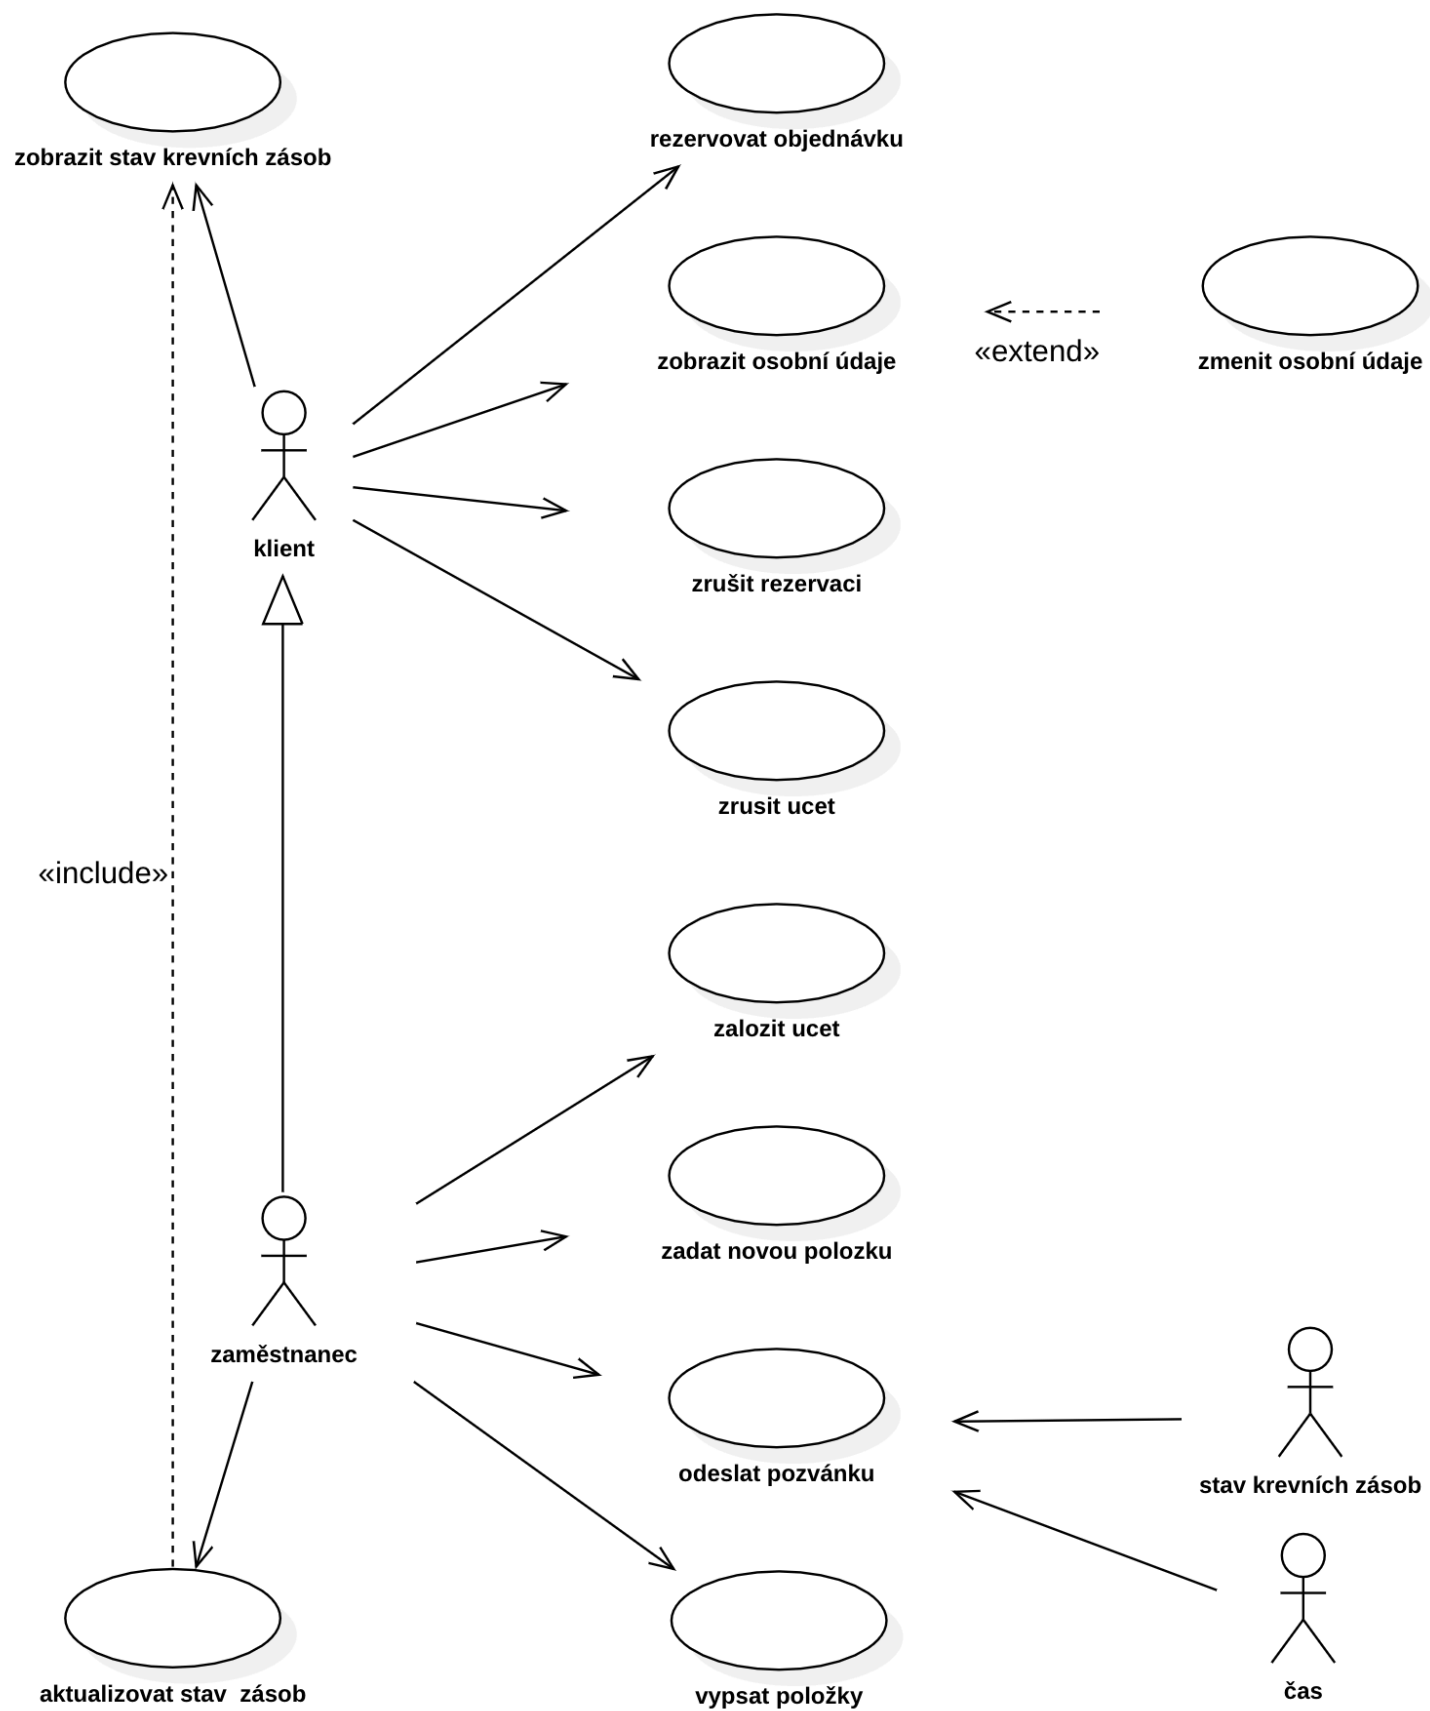 rezervovat objednávku
zobrazit stav krevních zásob
«extend»
zobrazit osobní údaje
zmenit osobní údaje
klient
zrušit rezervaci
zrusit ucet
«include»
zalozit ucet
zadat novou polozku
zaměstnanec
odeslat pozvánku
stav krevních zásob
aktualizovat stav  zásob
vypsat položky
čas